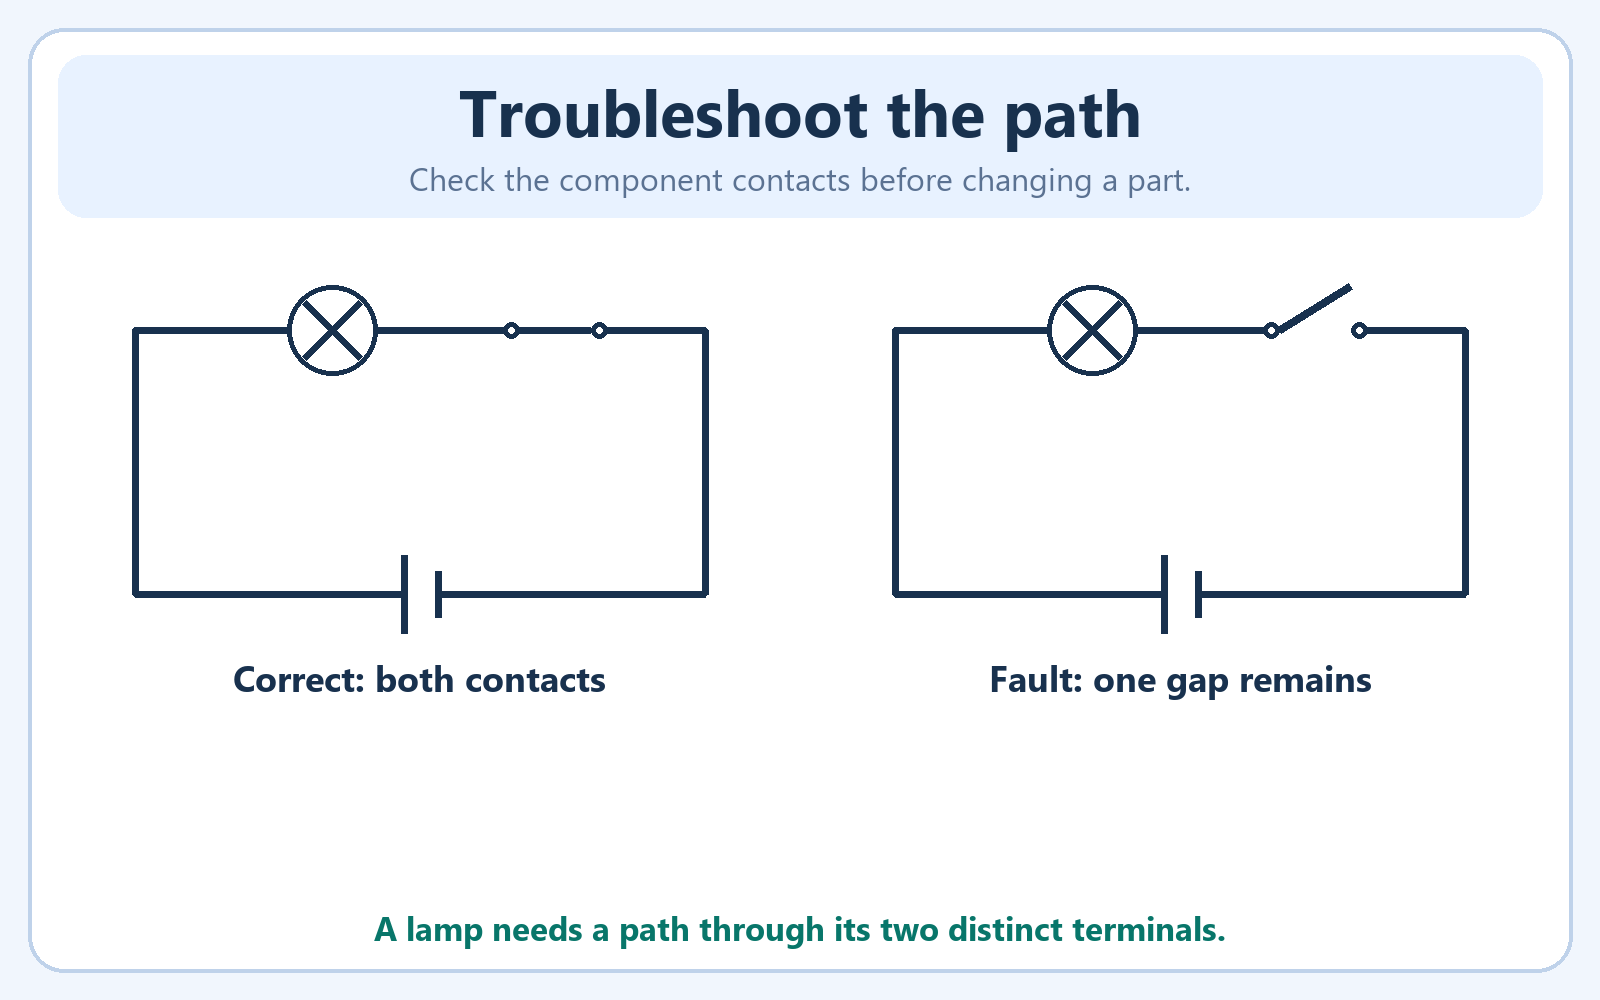 Troubleshoot the path
Check the component contacts before changing a part.
Correct: both contacts
Fault: one gap remains
A lamp needs a path through its two distinct terminals.